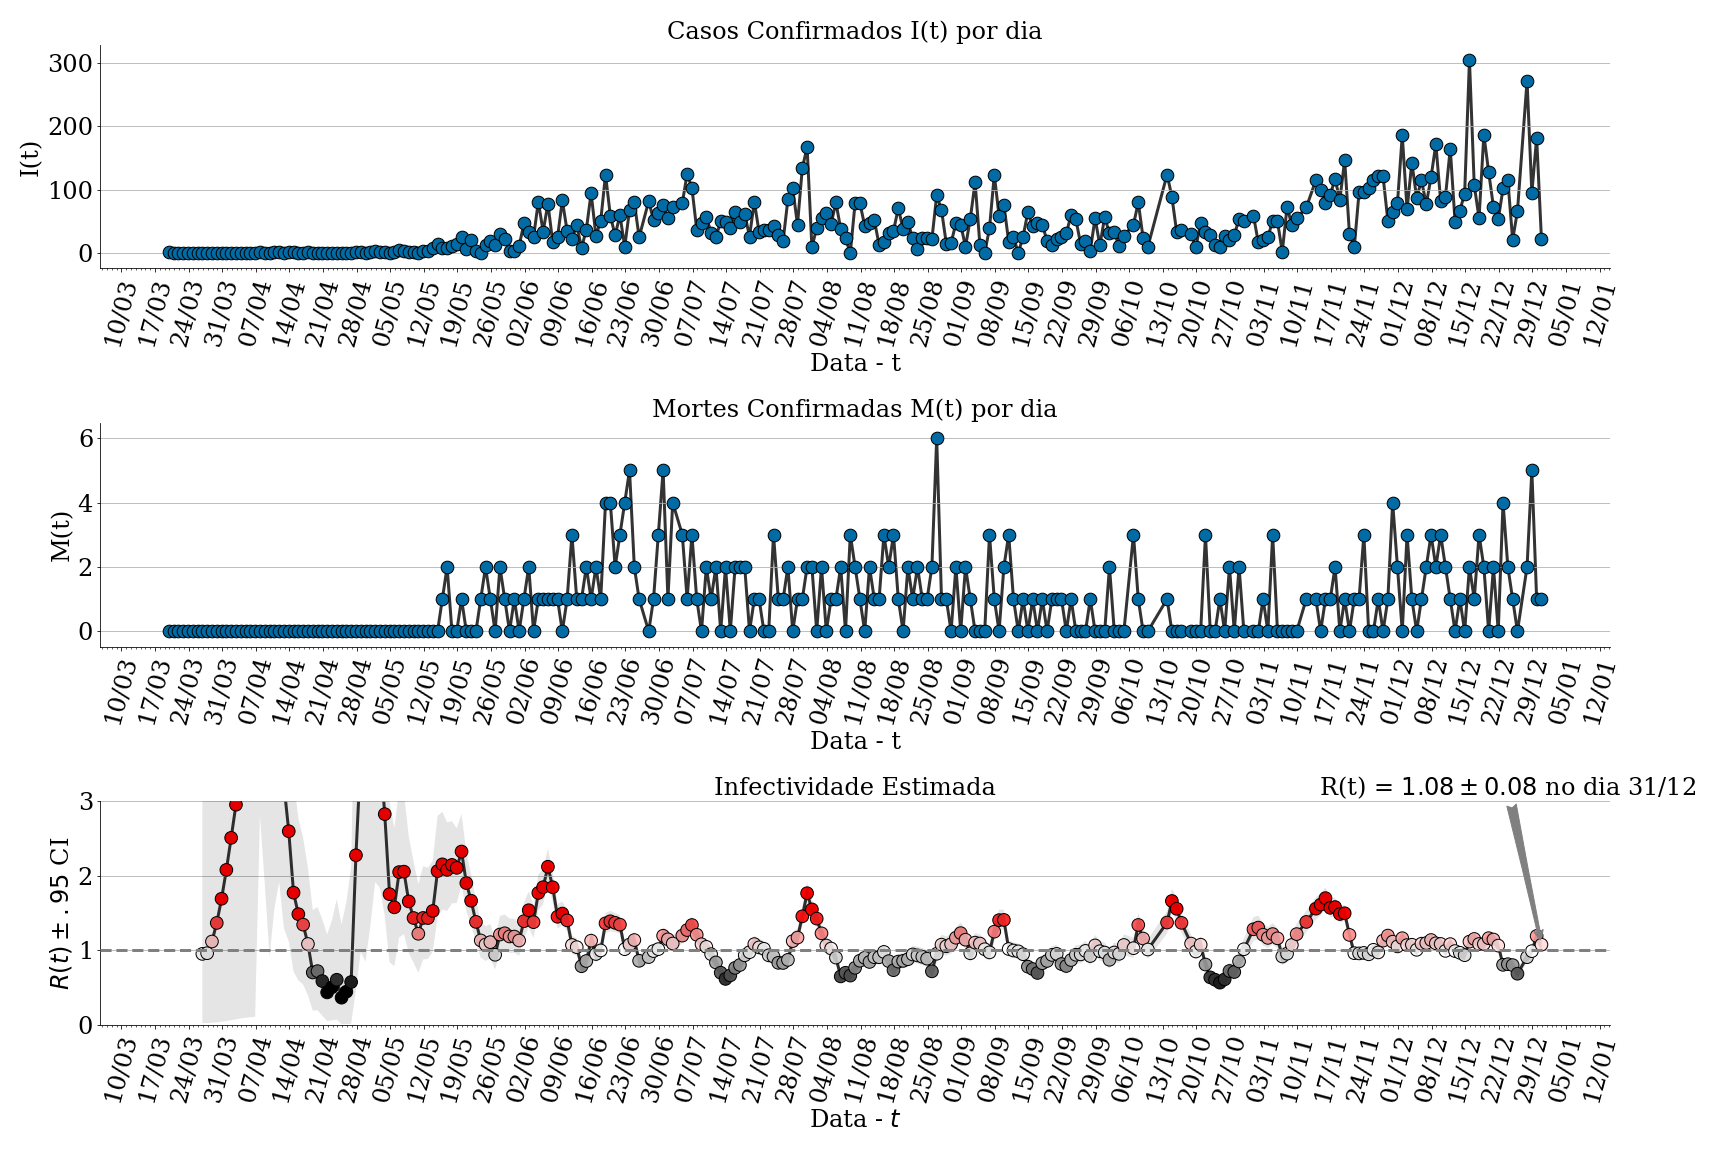 Casos Confirmados I(t) por dia
300
200
100
0
I(t)
10/03 17/03 24/03 31/03 07/04 14/04 21/04 28/04 05/05 12/05 19/05 26/05 02/06 09/06 16/06 23/06 30/06 07/07 14/07 21/07 28/07 04/08 11/08 18/08 25/08 01/09 08/09 15/09 22/09 29/09 06/10 13/10 20/10 27/10 03/11 10/11 17/11 24/11 01/12 08/12 15/12 22/12 29/12 05/01 12/01
Data - t
Mortes Confirmadas M(t) por dia
6
4
2
0
M(t)
10/03 17/03 24/03 31/03 07/04 14/04 21/04 28/04 05/05 12/05 19/05 26/05 02/06 09/06 16/06 23/06 30/06 07/07 14/07 21/07 28/07 04/08 11/08 18/08 25/08 01/09 08/09 15/09 22/09 29/09 06/10 13/10 20/10 27/10 03/11 10/11 17/11 24/11 01/12 08/12 15/12 22/12 29/12 05/01 12/01
Data - t
Infectividade Estimada
R(t) = 1.08 ± 0.08 no dia 31/12
3
2
1
0
R(t) ± .95 CI
10/03 17/03 24/03 31/03 07/04 14/04 21/04 28/04 05/05 12/05 19/05 26/05 02/06 09/06 16/06 23/06 30/06 07/07 14/07 21/07 28/07 04/08 11/08 18/08 25/08 01/09 08/09 15/09 22/09 29/09 06/10 13/10 20/10 27/10 03/11 10/11 17/11 24/11 01/12 08/12 15/12 22/12 29/12 05/01 12/01
Data - t